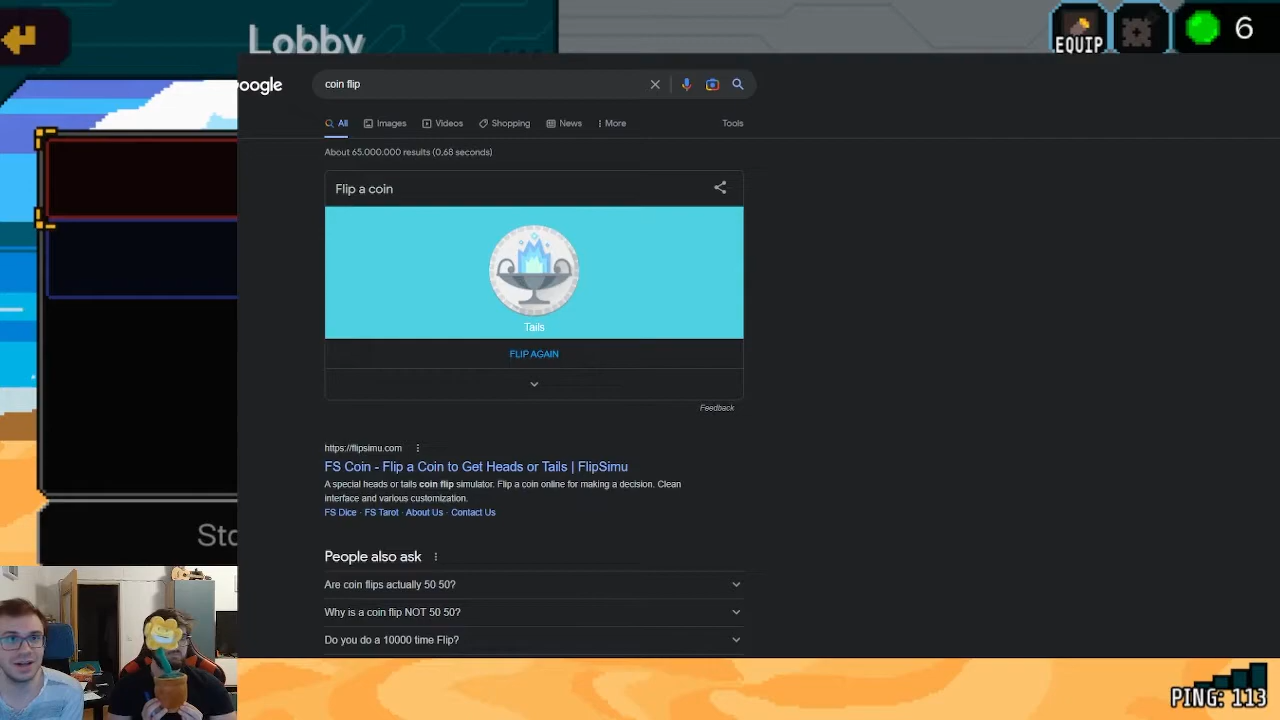 Lobby
EQUIP
6
oogle
coin flip
All
Images
Videos
Shopping
News
More
Tools
About 65.000.000 results (0,68 seconds)
Flip a coin
Tails
FLIP AGAIN
Feedback
https://flipsimu.com
FS Coin - Flip a Coin to Get Heads or Tails | FlipSimu
A special heads or tails coin flip simulator. Flip a coin online for making a decision. Clean
interface and various customization.
FS Dice · FS Tarot · About Us · Contact Us
People also ask
Are coin flips actually 50 50?
Why is a coin flip NOT 50 50?
Do you do a 10000 time Flip?
PING: 113